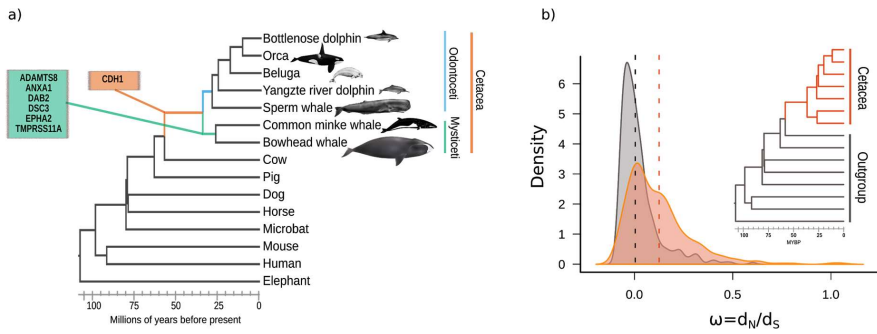 a)
ADAMTS8
ANXA1
DAB2
DSC3
EPHA2
TMPRSS11A
CDH1
Bottlenose dolphin
Orca
Beluga
Yangzte river dolphin
Sperm whale
Common minke whale
Bowhead whale
Cow
Pig
Dog
Horse
Microbat
Mouse
Human
Elephant
Odontoceti
Mysticeti
Cetacea
100 75 50 25 0
Millions of years before present
b)
Density
0 1 2 3 4 5 6
0.0 0.5 1.0
ω=dN/dS
Cetacea
Outgroup
100 75 50 25 0
MYBP